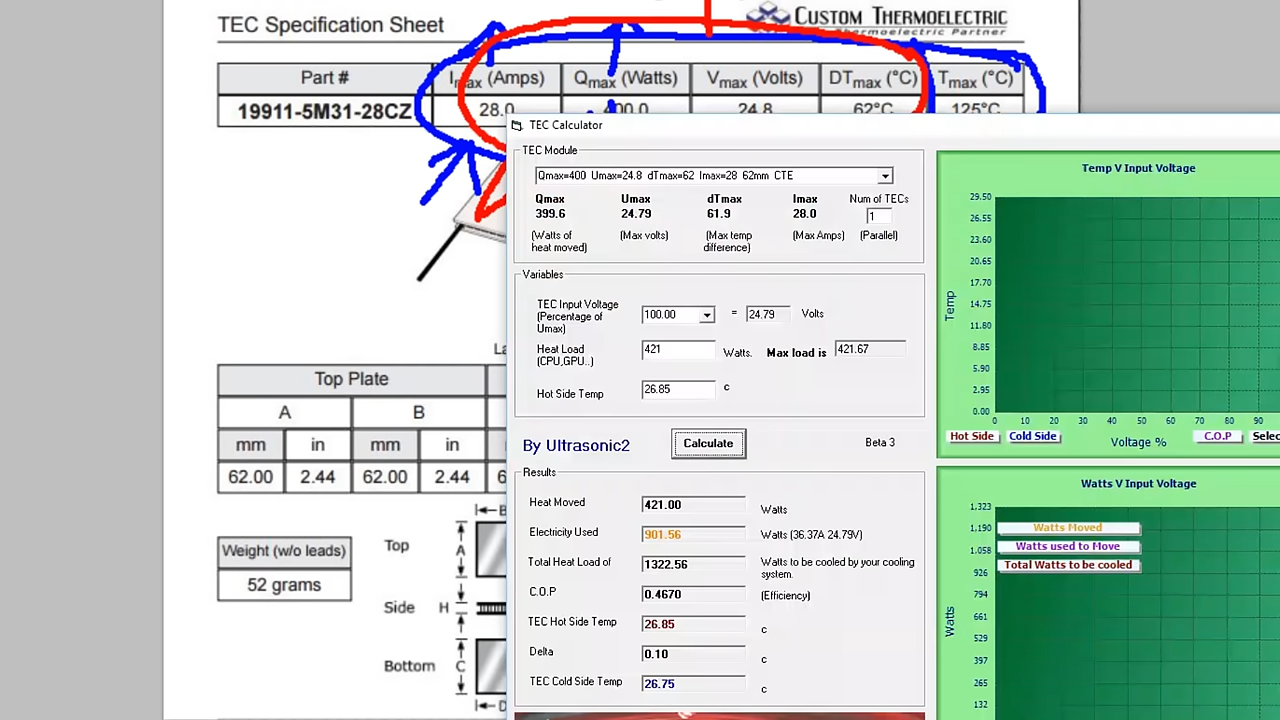 TEC Specification Sheet
CUSTOM THERMOELECTRIC
Thermoelectric Partner
Part # Imax (Amps) Qmax (Watts) Vmax (Volts) DTmax (°C) Tmax (°C)
19911-5M31-28CZ 28.0 400.0 24.8 62°C 125°C
TEC Calculator
TEC Module
Qmax=400 Umax=24.8 dTmax=62 Imax=28 62mm CTE
Qmax Umax dTmax Imax Num of TECs
399.6 24.79 61.9 28.0 1
(Watts of heat moved) (Max volts) (Max temp difference) (Max Amps) (Parallel)
Variables
TEC Input Voltage (Percentage of Umax) 100.00 = 24.79 Volts
Heat Load (CPU,GPU..) 421 Watts. Max load is 421.67
Hot Side Temp 26.85 c
By Ultrasonic2 Calculate Beta 3
Results
Heat Moved 421.00 Watts
Electricity Used 901.56 Watts (36.37A 24.79V)
Total Heat Load of 1322.56 Watts to be cooled by your cooling system.
C.O.P 0.4670 (Efficiency)
TEC Hot Side Temp 26.85 c
Delta 0.10 c
TEC Cold Side Temp 26.75 c
Temp V Input Voltage
29.50
26.55
23.60
20.65
17.70
14.75
11.80
8.85
5.90
2.95
0.00
Temp
0 10 20 30 40 50 60 70 80 90
Hot Side Cold Side Voltage % C.O.P Selec
Watts V Input Voltage
1,323
1,190
1,058
926
794
661
529
397
265
132
Watts
Watts Moved
Watts used to Move
Total Watts to be cooled
La
Top Plate
A B
mm in mm in
62.00 2.44 62.00 2.44 6
Weight (w/o leads)
52 grams
Top
A
Side H
Bottom C